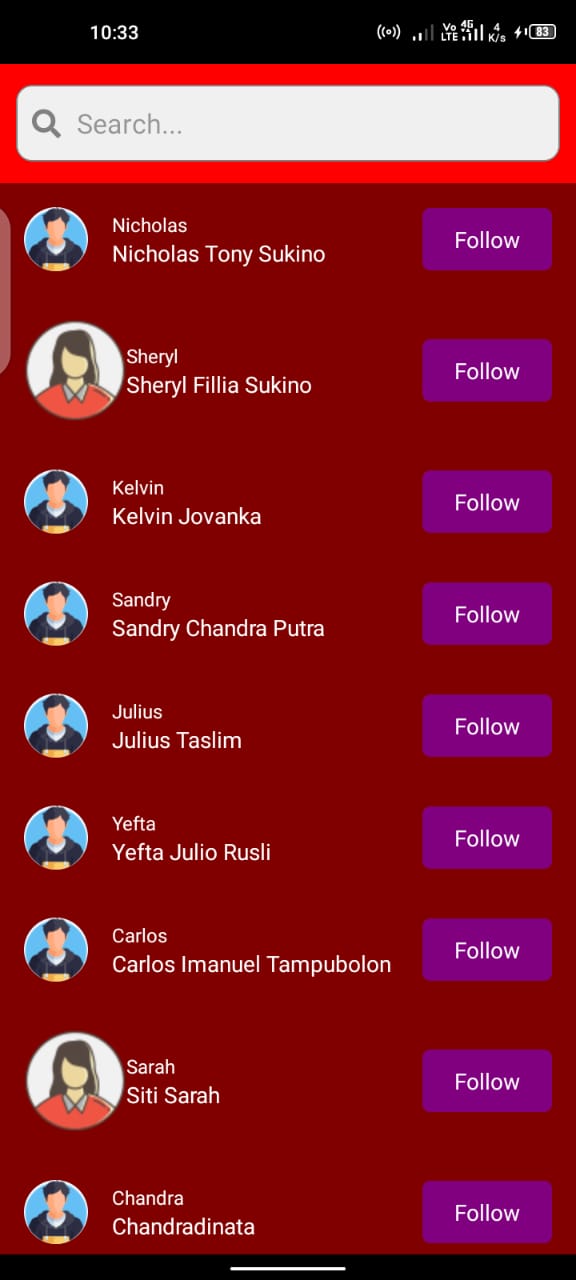 10:33
Vo LTE 4G 4 K/s 83
Search...
Nicholas
Nicholas Tony Sukino
Follow
Sheryl
Sheryl Fillia Sukino
Follow
Kelvin
Kelvin Jovanka
Follow
Sandry
Sandry Chandra Putra
Follow
Julius
Julius Taslim
Follow
Yefta
Yefta Julio Rusli
Follow
Carlos
Carlos Imanuel Tampubolon
Follow
Sarah
Siti Sarah
Follow
Chandra
Chandradinata
Follow